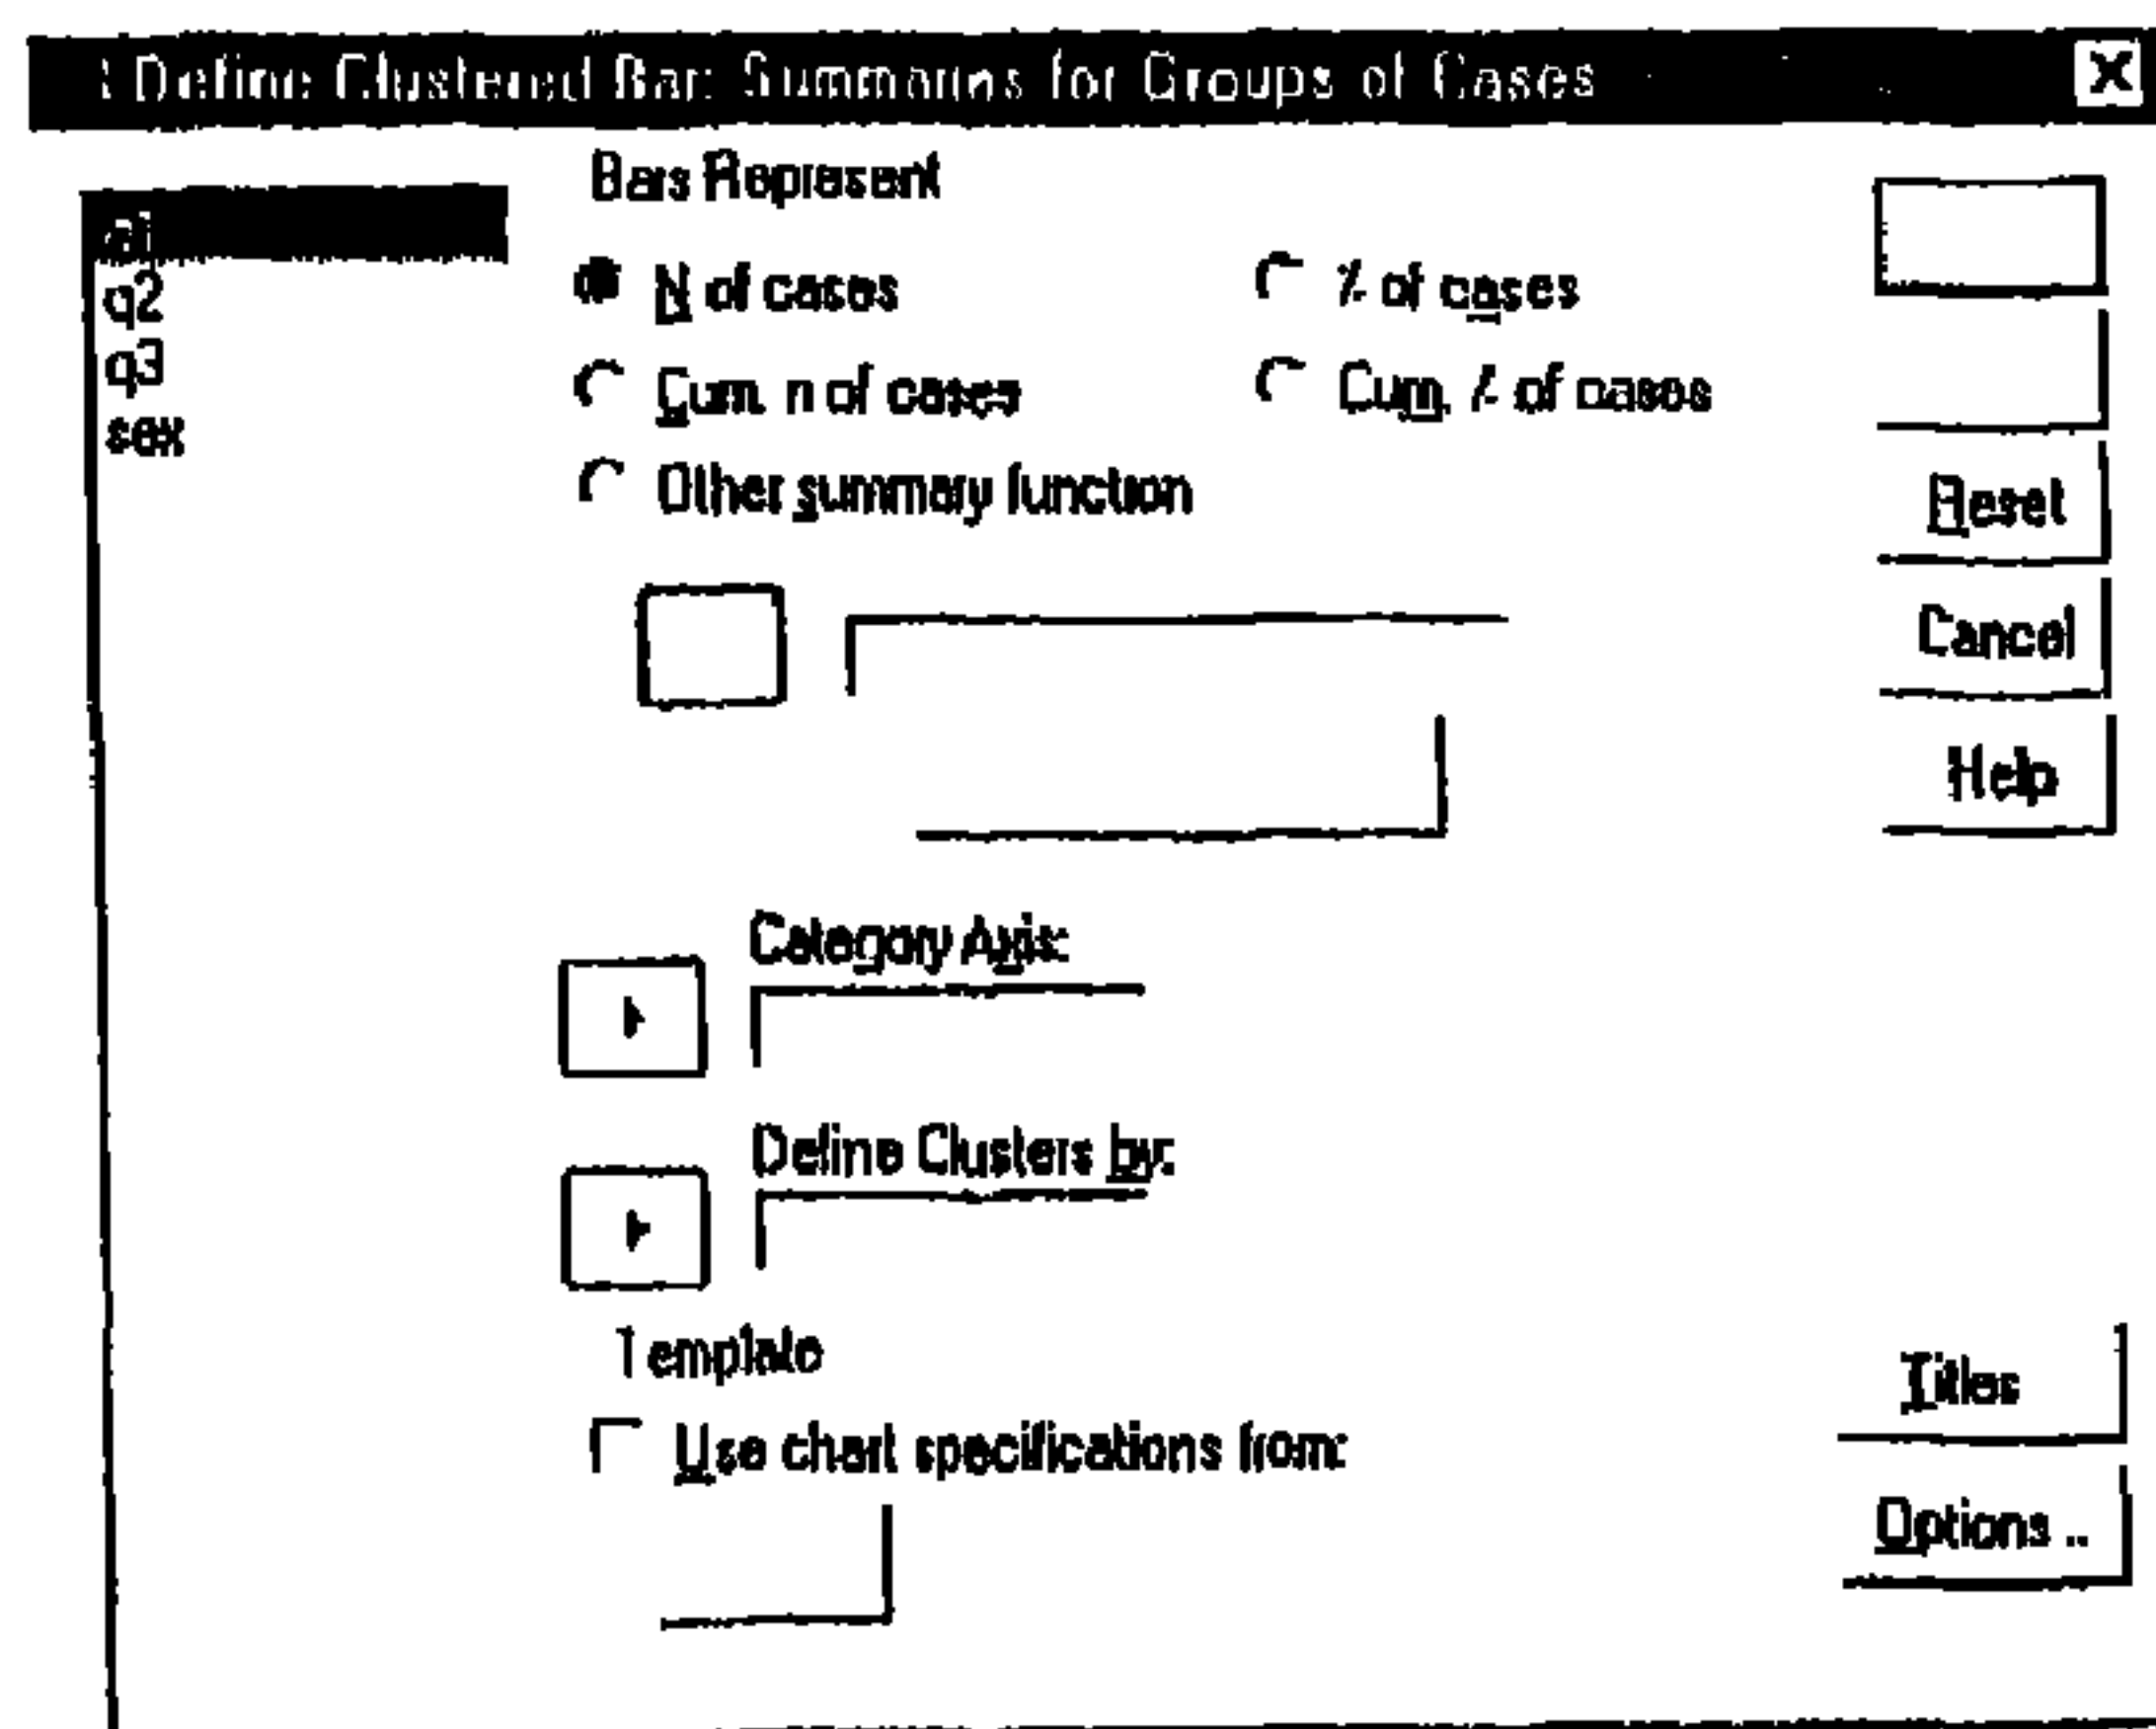 Define Clustered Bar: Summaries for Groups of Cases
Bars Represent
q2
q3
sex
N of cases
% of cases
Cum. n of cases
Cum. % of cases
Other summary function
Reset
Cancel
Help
Category Axis:
Define Clusters by:
Template
Use chart specifications from:
Titles
Options ..